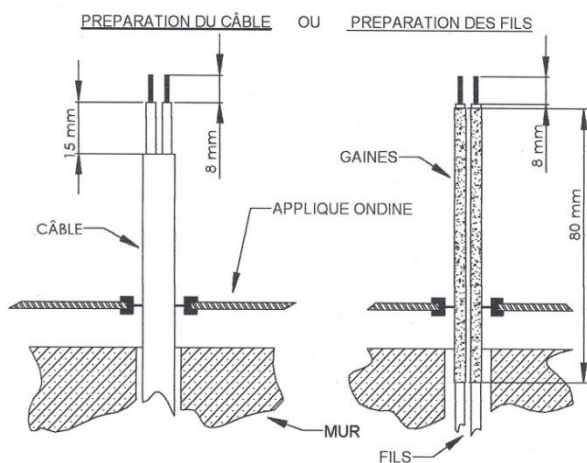 PREPARATION DU CÂBLE OU PREPARATION DES FILS
15 mm
8 mm
GAINES
8 mm
80 mm
APPLIQUE ONDINE
CÂBLE
MUR
FILS